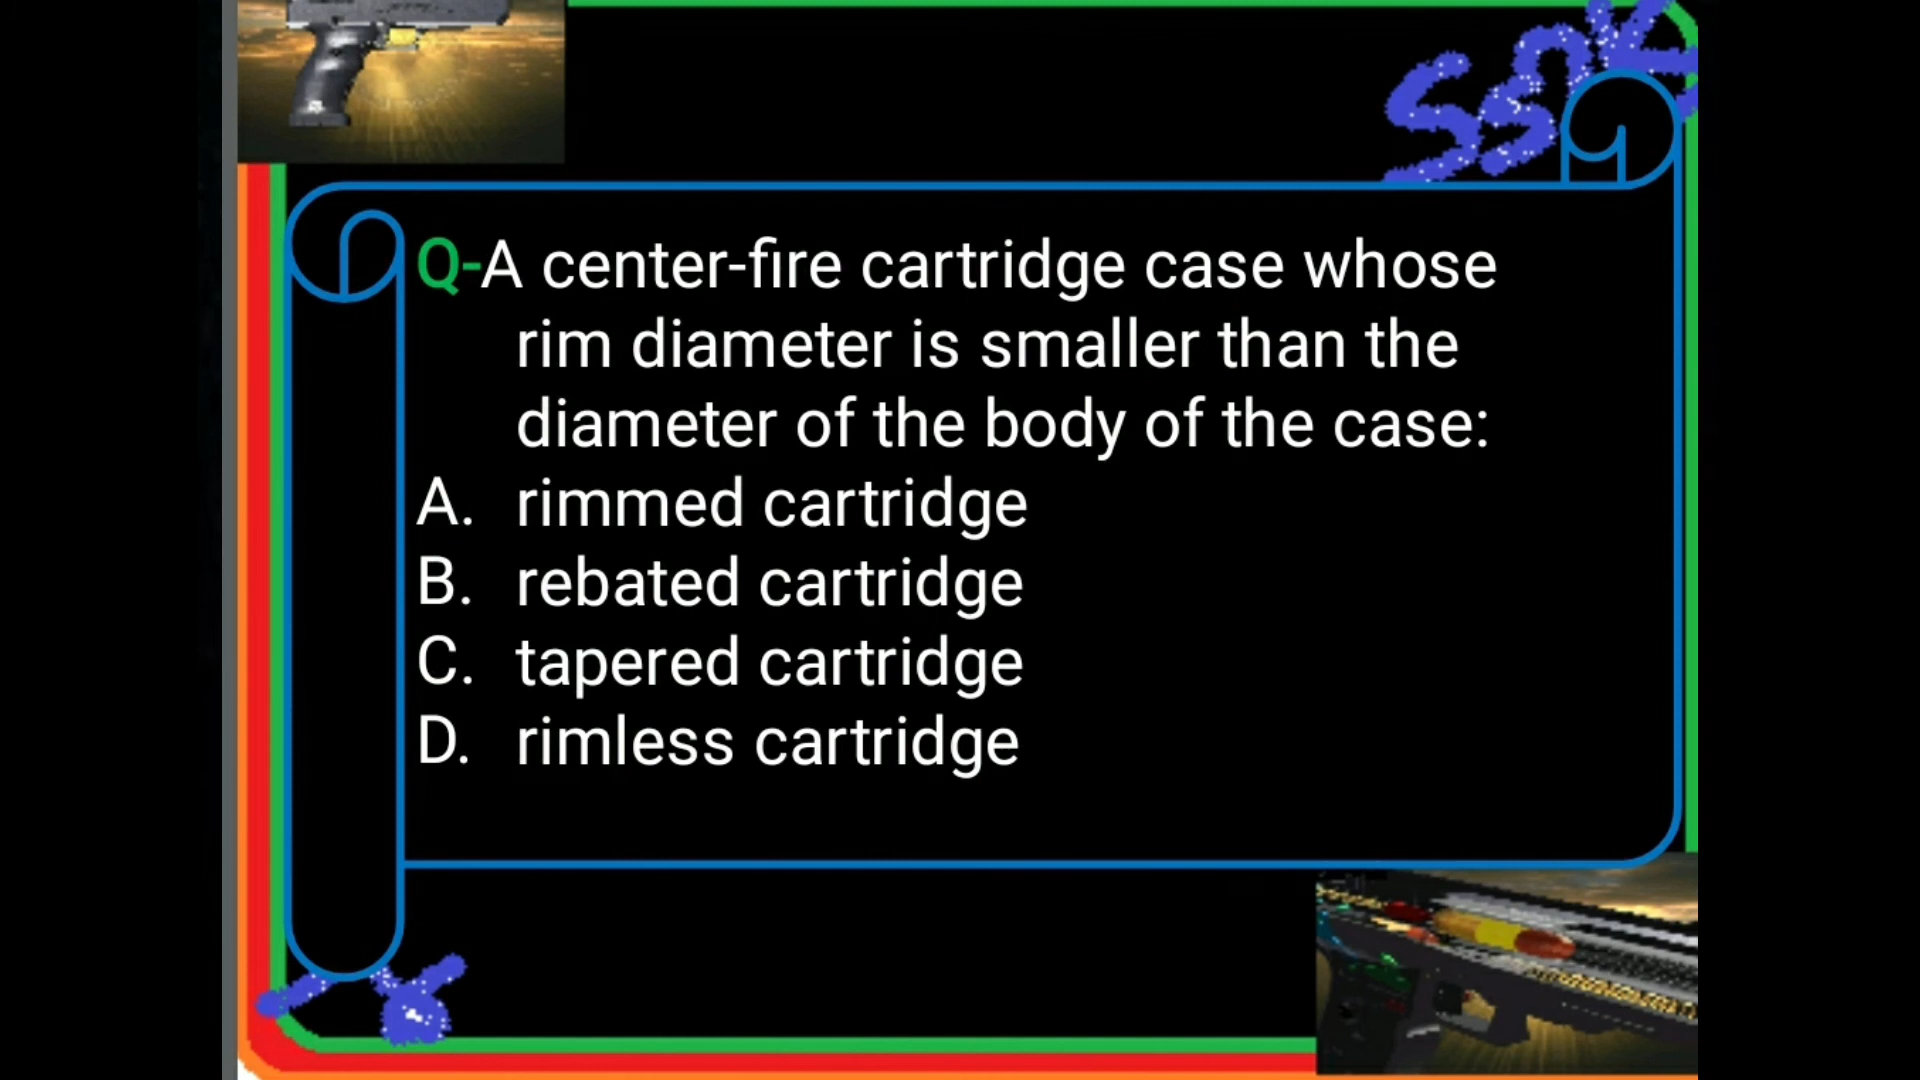 Q-A center-fire cartridge case whose
rim diameter is smaller than the
diameter of the body of the case:
A. rimmed cartridge
B. rebated cartridge
C. tapered cartridge
D. rimless cartridge